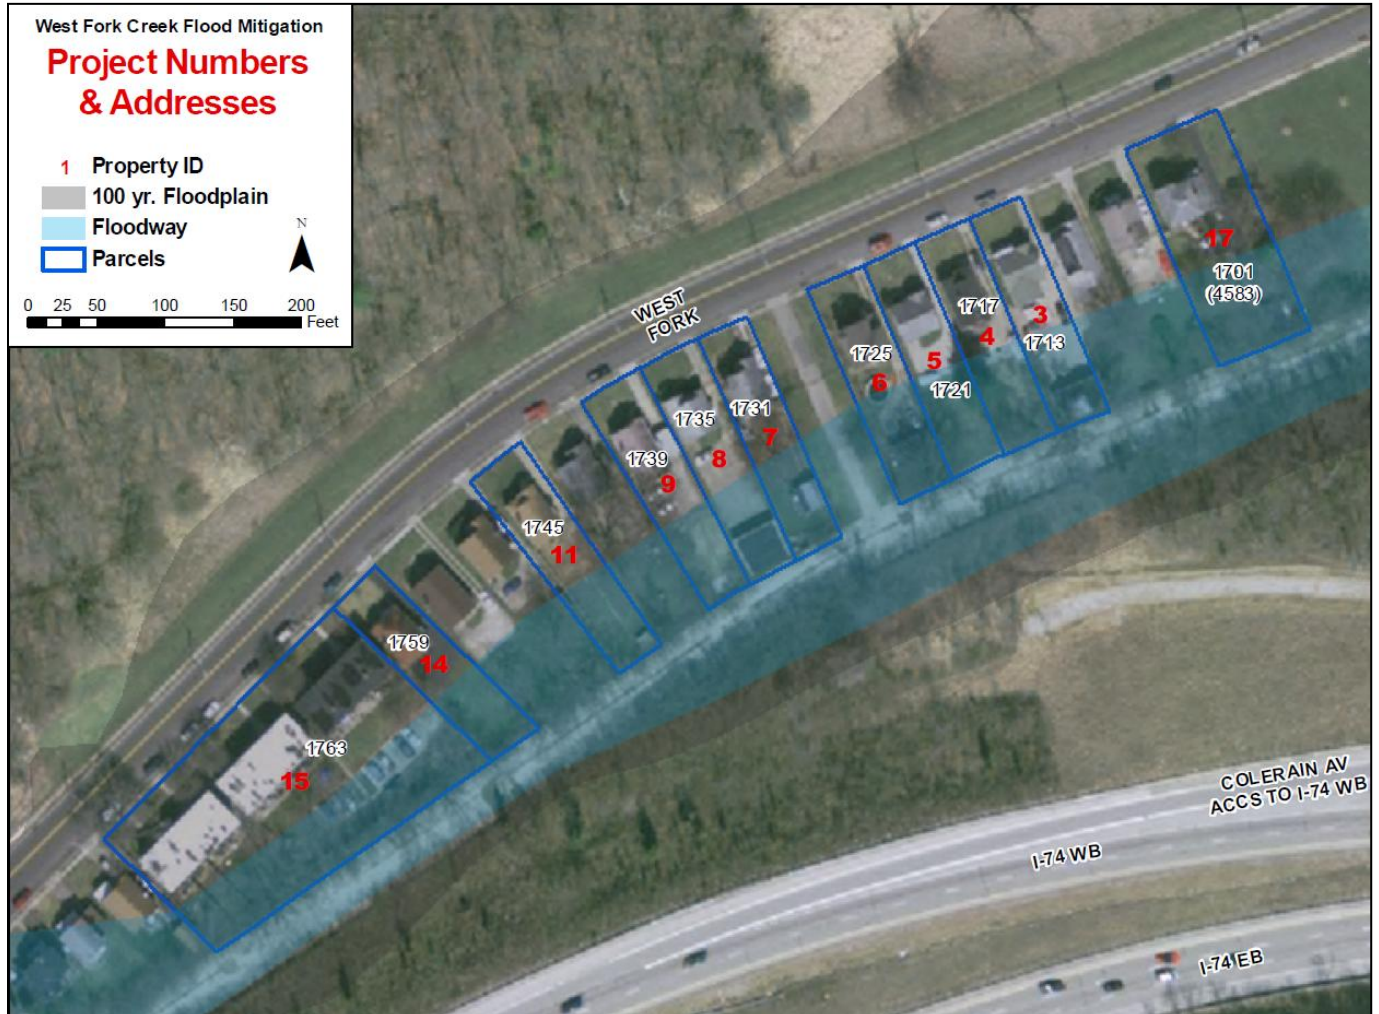 West Fork Creek Flood Mitigation
Project Numbers
& Addresses
1 Property ID
100 yr. Floodplain
Floodway
Parcels
N
0 25 50 100 150 200
Feet
WEST
FORK
17
1701
(4583)
1717
3
4
1713
1725
5
6
1721
1731
1735
7
8
1739
9
1745
11
1759
14
1763
15
COLERAIN AV
ACCS TO I-74 WB
I-74 WB
I-74 EB